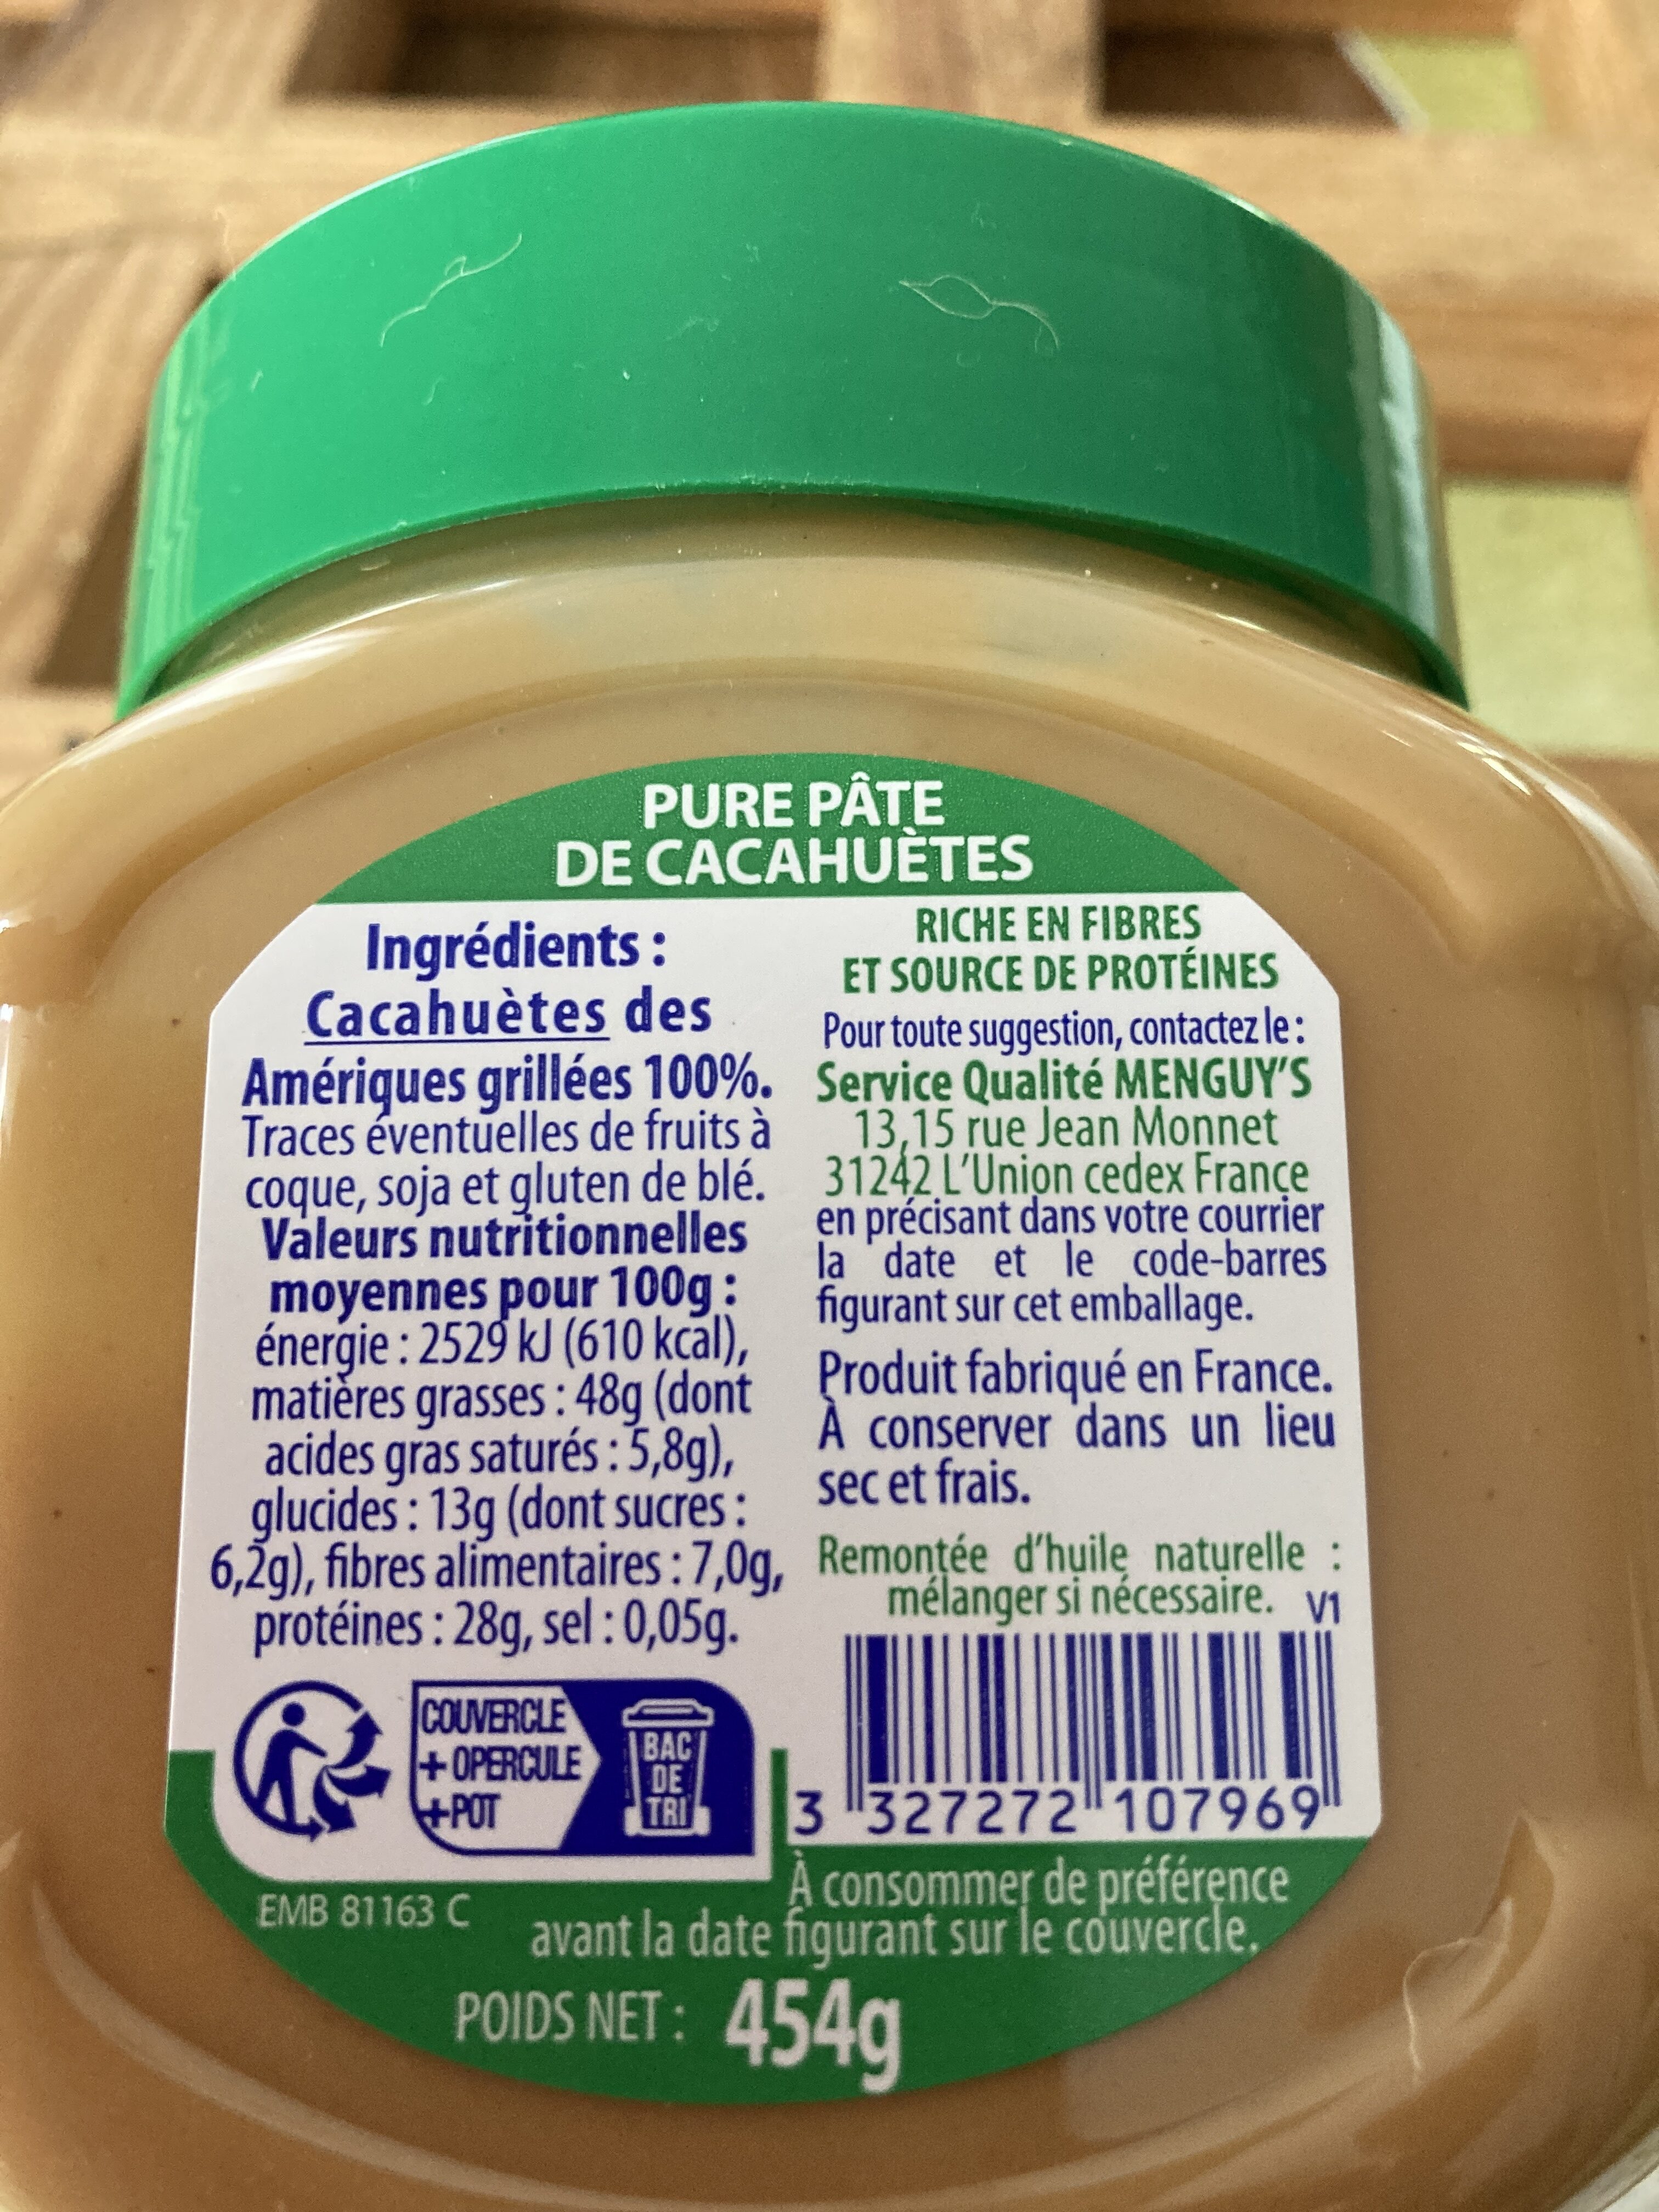 PURE PÂTE
DE CACAHUÈTES
Ingrédients :
Cacahuètes des
Amériques grillées 100%.
Traces éventuelles de fruits à
coque, soja et gluten de blé.
Valeurs nutritionnelles
moyennes pour 100g :
énergie : 2529 kJ (610 kcal),
matières grasses : 48g (dont
acides gras saturés : 5,8g),
glucides : 13g (dont sucres :
6,2g), fibres alimentaires : 7,0g,
protéines : 28g, sel : 0,05g.
COUVERCLE
+ OPERCULE
+POT
BAC
DE
TRI
RICHE EN FIBRES
ET SOURCE DE PROTÉINES
Pour toute suggestion, contactez le :
Service Qualité MENGUY'S
13,15 rue Jean Monnet
31242 L'Union cedex France
en précisant dans votre courrier
la date et le code-barres
figurant sur cet emballage.
Produit fabriqué en France.
À conserver dans un lieu
sec et frais.
Remontée d'huile naturelle :
mélanger si nécessaire.
V1
3 327272 107969
EMB 81163 C
À consommer de préférence
avant la date figurant sur le couvercle.
POIDS NET : 454g